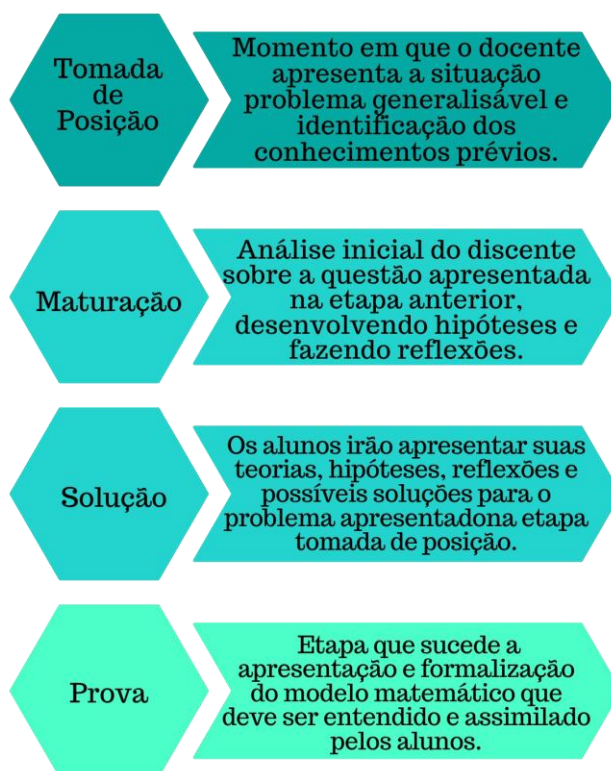 Tomada
de
Posição
Momento em que o docente
apresenta a situação
problema generalisável e
identificação dos
conhecimentos prévios.
Maturação
Análise inicial do discente
sobre a questão apresentada
na etapa anterior,
desenvolvendo hipóteses e
fazendo reflexões.
Solução
Os alunos irão apresentar suas
teorias, hipóteses, reflexões e
possíveis soluções para o
problema apresentadona etapa
tomada de posição.
Prova
Etapa que sucede a
apresentação e formalização
do modelo matemático que
deve ser entendido e assimilado
pelos alunos.